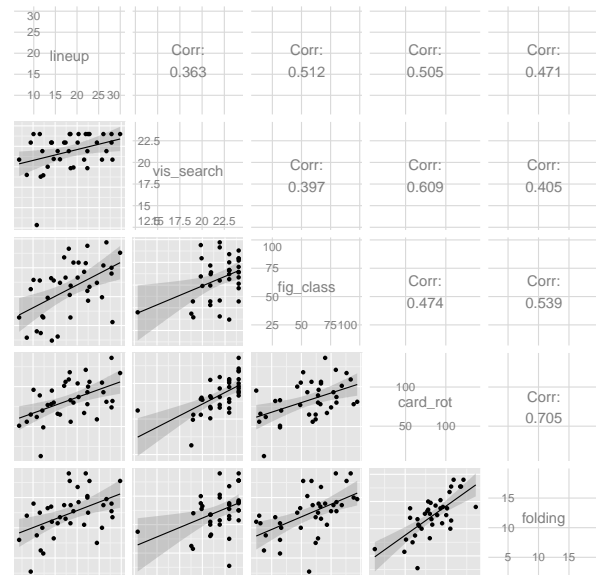 30
25
20 lineup
15
10 15 20 25 30
Corr:
0.363
Corr:
0.512
Corr:
0.505
Corr:
0.471
22.5
20
vis_search
17.5
15
12.5 15 17.5 20 22.5
Corr:
0.397
Corr:
0.609
Corr:
0.405
100
75
fig_class
50
25 50 75 100
Corr:
0.474
Corr:
0.539
100
card_rot
50 100
Corr:
0.705
15
folding
10
5 10 15